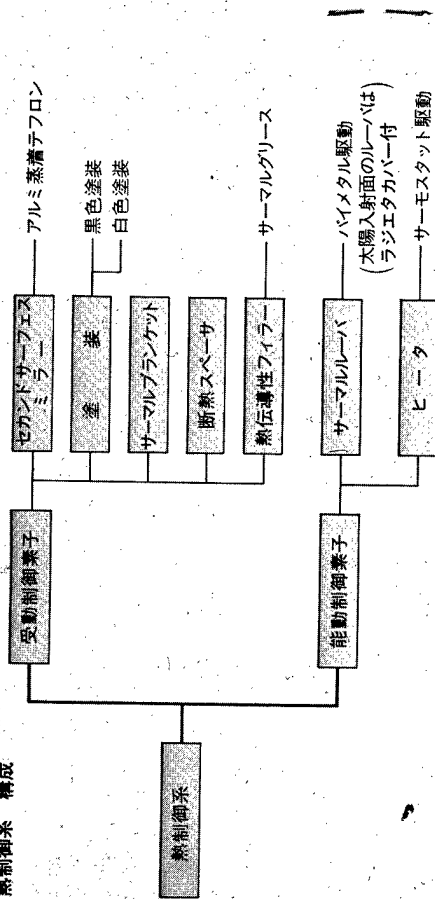 熱制御系 構成
熱制御系
受動制御素子
セカンドサーフェス
ミラー
アルミ蒸着テフロン
塗装
黒色塗装
白色塗装
サーマルブランケット
断熱スペーサ
熱伝導性フィラー
サーマルグリース
能動制御素子
サーマルルーバ
バイメタル駆動
(太陽入射面のルーバは
ラジエタカバー付)
ヒータ
サーモスタット駆動